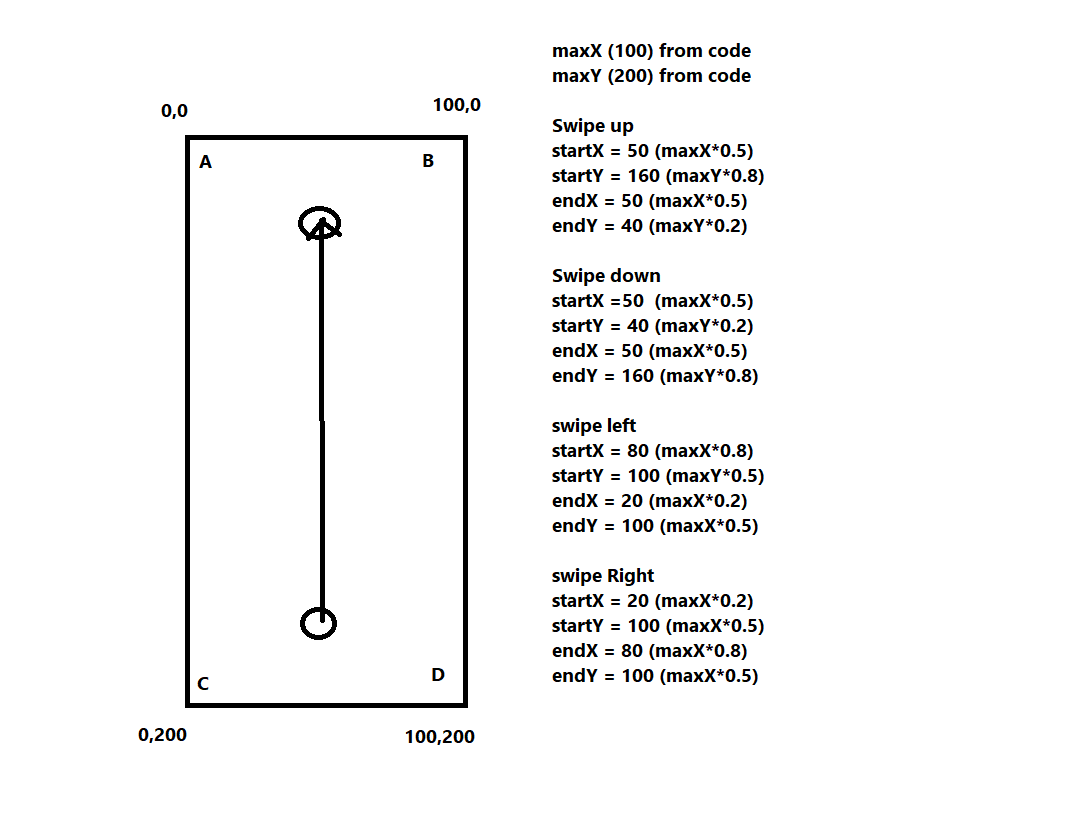 maxX (100) from code
maxY (200) from code
0,0
100,0
A
B
C
D
0,200
100,200
Swipe up
startX = 50 (maxX*0.5)
startY = 160 (maxY*0.8)
endX = 50 (maxX*0.5)
endY = 40 (maxY*0.2)
Swipe down
startX =50  (maxX*0.5)
startY = 40 (maxY*0.2)
endX = 50 (maxX*0.5)
endY = 160 (maxY*0.8)
swipe left
startX = 80 (maxX*0.8)
startY = 100 (maxY*0.5)
endX = 20 (maxX*0.2)
endY = 100 (maxX*0.5)
swipe Right
startX = 20 (maxX*0.2)
startY = 100 (maxX*0.5)
endX = 80 (maxX*0.8)
endY = 100 (maxX*0.5)